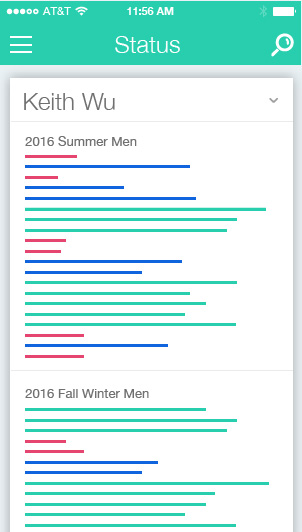 AT&T 11:56 AM
Status
Keith Wu
2016 Summer Men
2016 Fall Winter Men